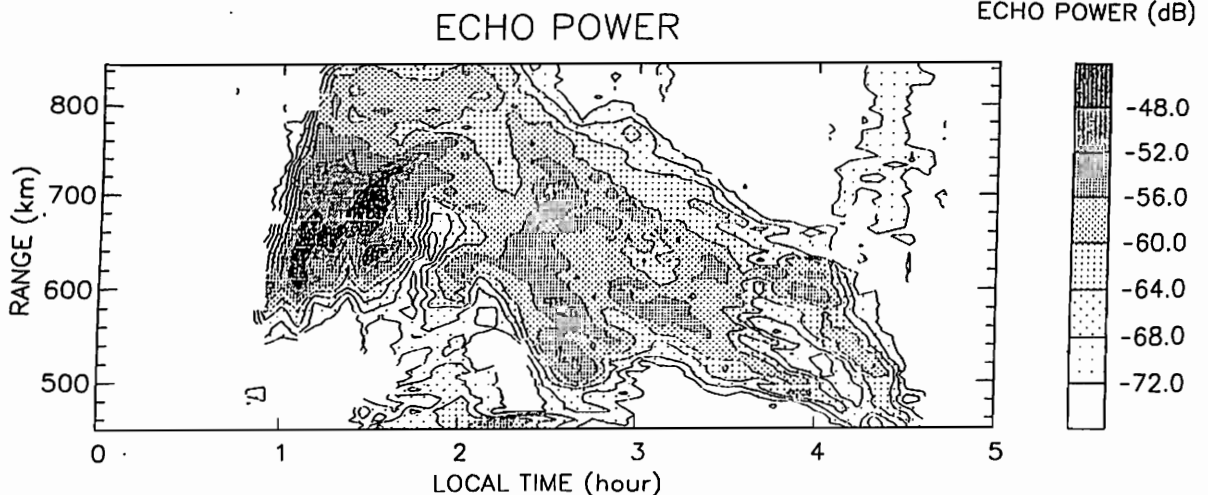 ECHO POWER
ECHO POWER (dB)
800
700
600
500
RANGE (km)
0 1 2 3 4 5
LOCAL TIME (hour)
-48.0
-52.0
-56.0
-60.0
-64.0
-68.0
-72.0